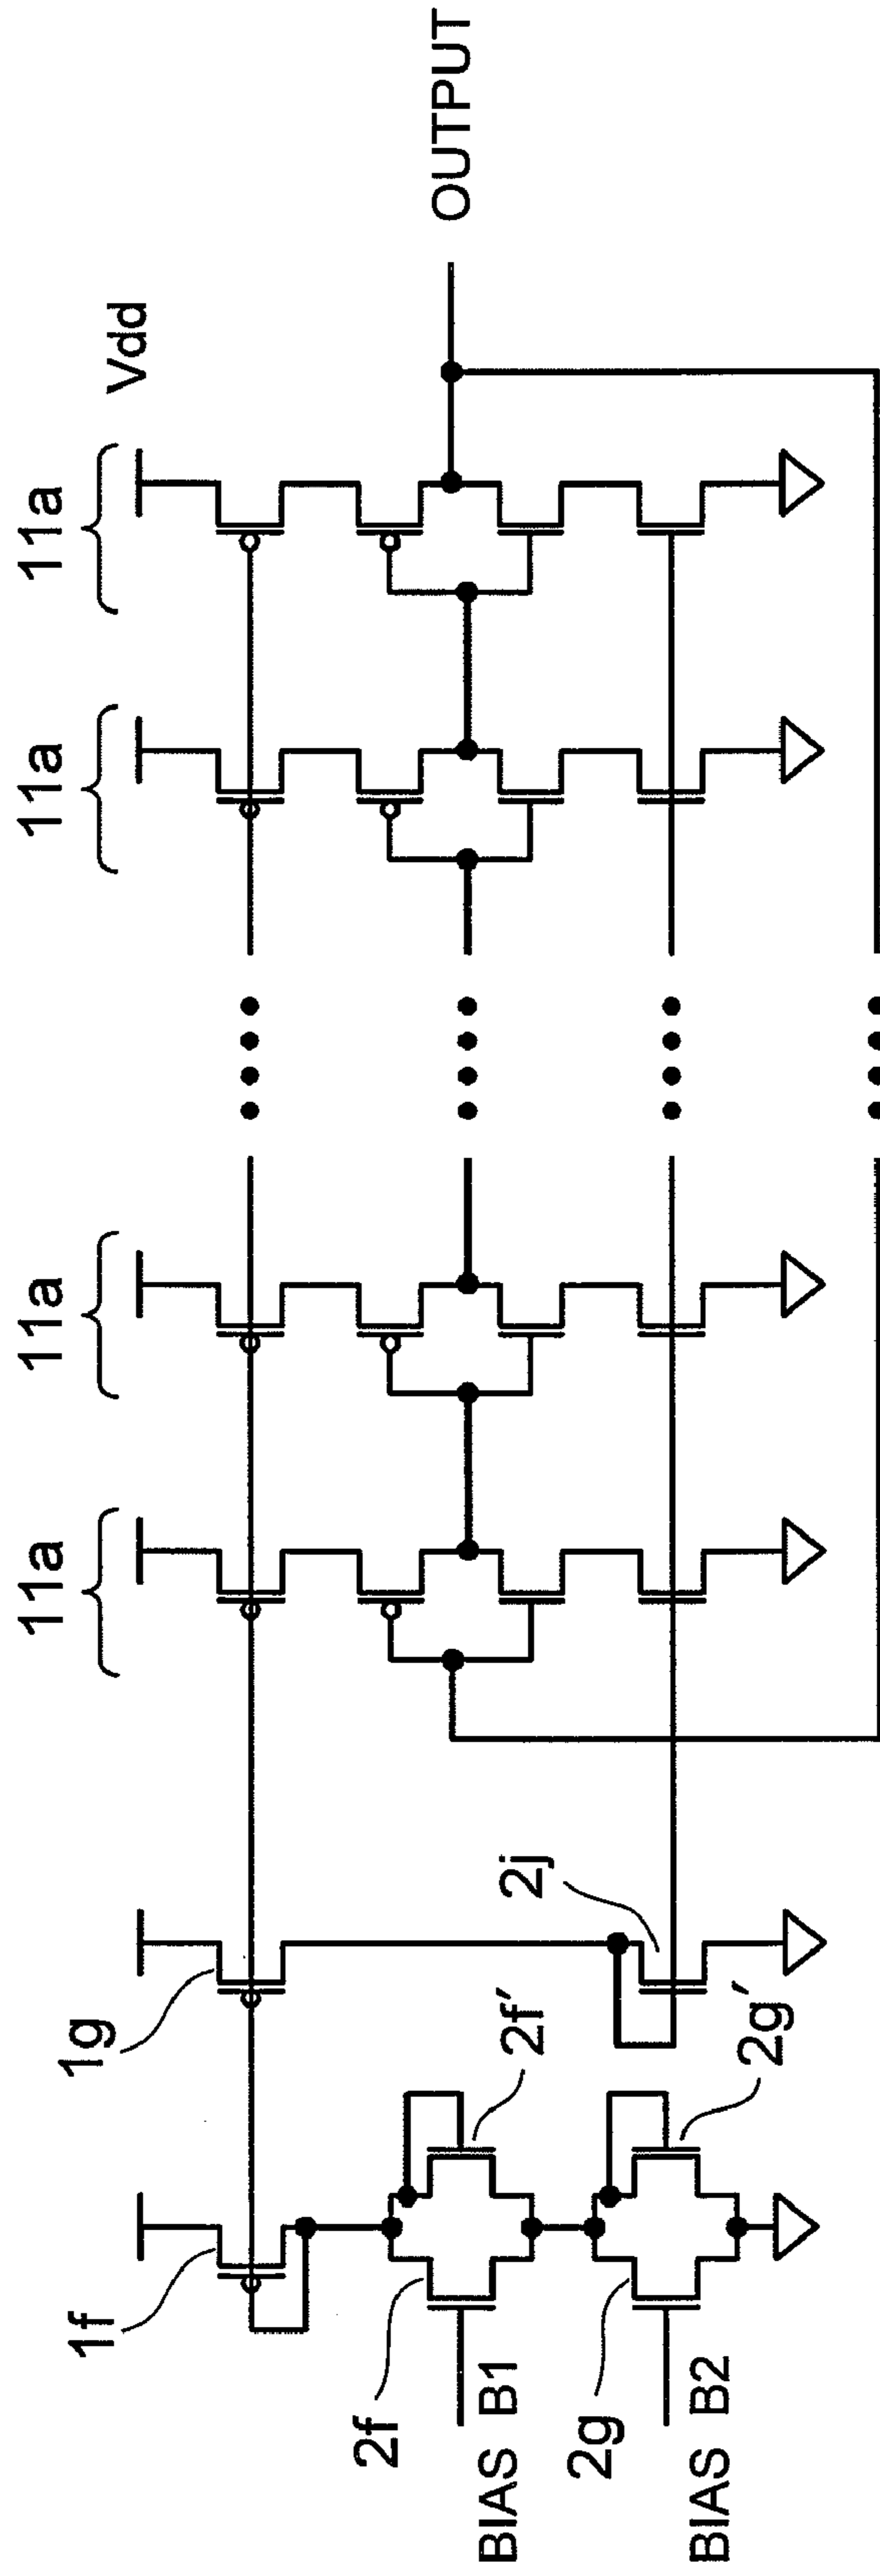 11a
11a
11a
11a
Vdd
OUTPUT
1f
1g
2j
2f
2f′
2g
2g′
BIAS B1
BIAS B2